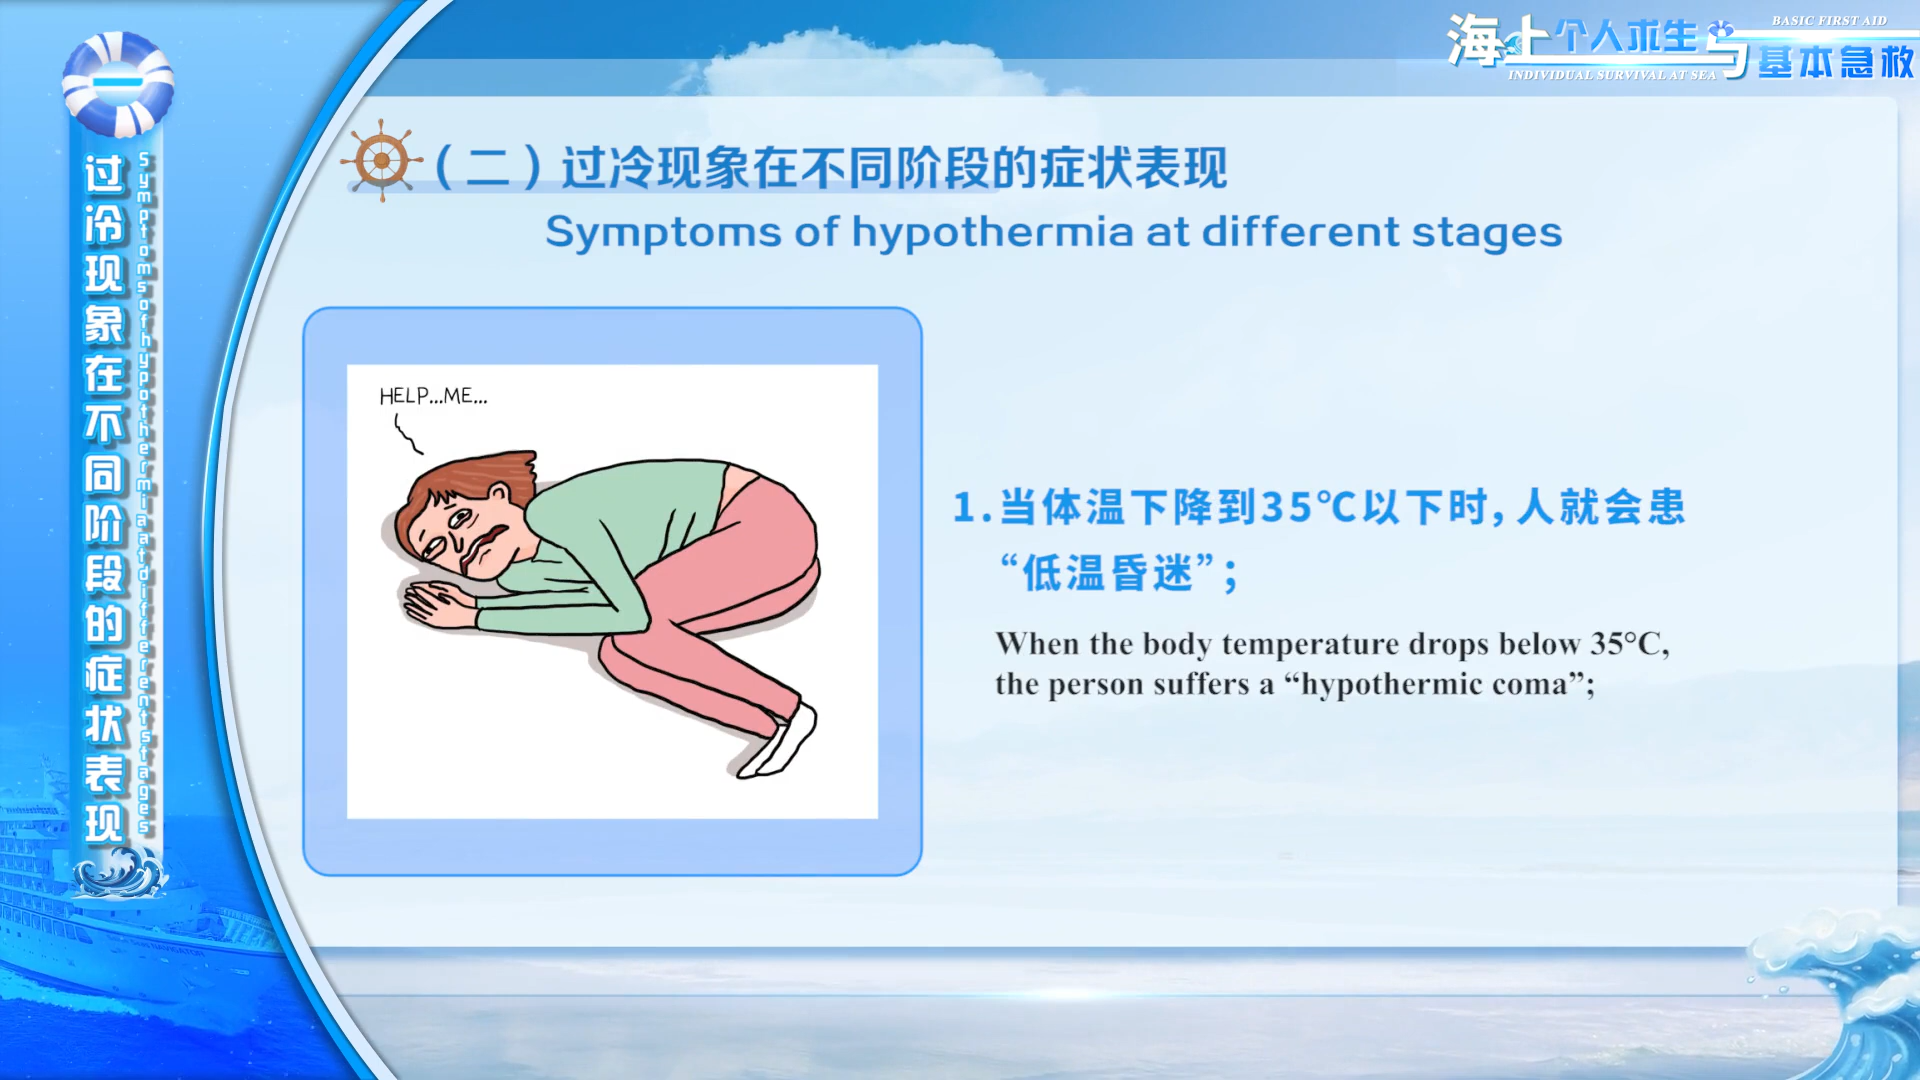 海上个人求生与基本急救
BASIC FIRST AID
INDIVIDUAL SURVIVAL AT SEA
一
过冷现象在不同阶段的症状表现
Symptoms of hypothermia at different stages
（二）过冷现象在不同阶段的症状表现
Symptoms of hypothermia at different stages
HELP...ME...
1.当体温下降到35℃以下时，人就会患
“低温昏迷”；
When the body temperature drops below 35°C,
the person suffers a “hypothermic coma”;